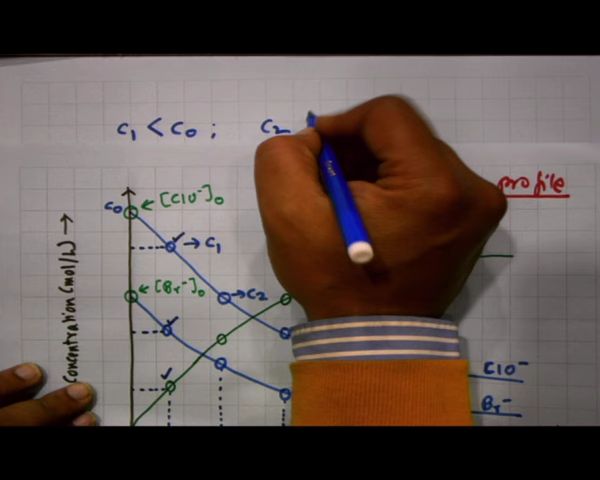 c₁ < c₀ ; c₂
profile
c₀ ← [ClO⁻]₀
→ c₁
← [Br⁻]₀
→ c₂
Concentration (mol/L) →
ClO⁻
Br⁻